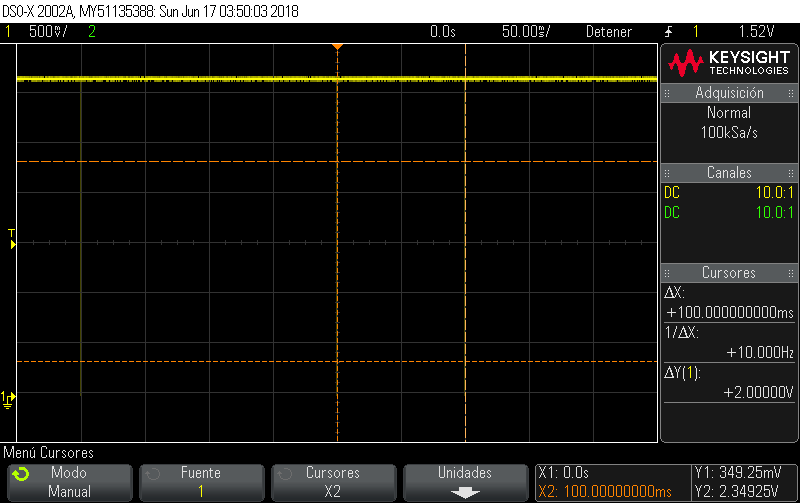 DSO-X 2002A, MY51135388: Sun Jun 17 03:50:03 2018
1 500mV/ 2 0.0s 50.00ms/ Detener 1 1.52V
KEYSIGHT
TECHNOLOGIES
Adquisición
Normal
100kSa/s
Canales
DC 10.0:1
DC 10.0:1
Cursores
ΔX:
+100.000000000ms
1/ΔX:
+10.000Hz
ΔY(1):
+2.00000V
T
1
Menú Cursores
Modo
Manual
Fuente
1
Cursores
X2
Unidades
X1: 0.0s
X2: 100.00000000ms
Y1: 349.25mV
Y2: 2.34925V